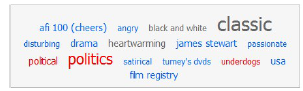 afi 100 (cheers) angry black and white classic
disturbing drama heartwarming james stewart passionate
political politics satirical turney's dvds underdogs usa
film registry